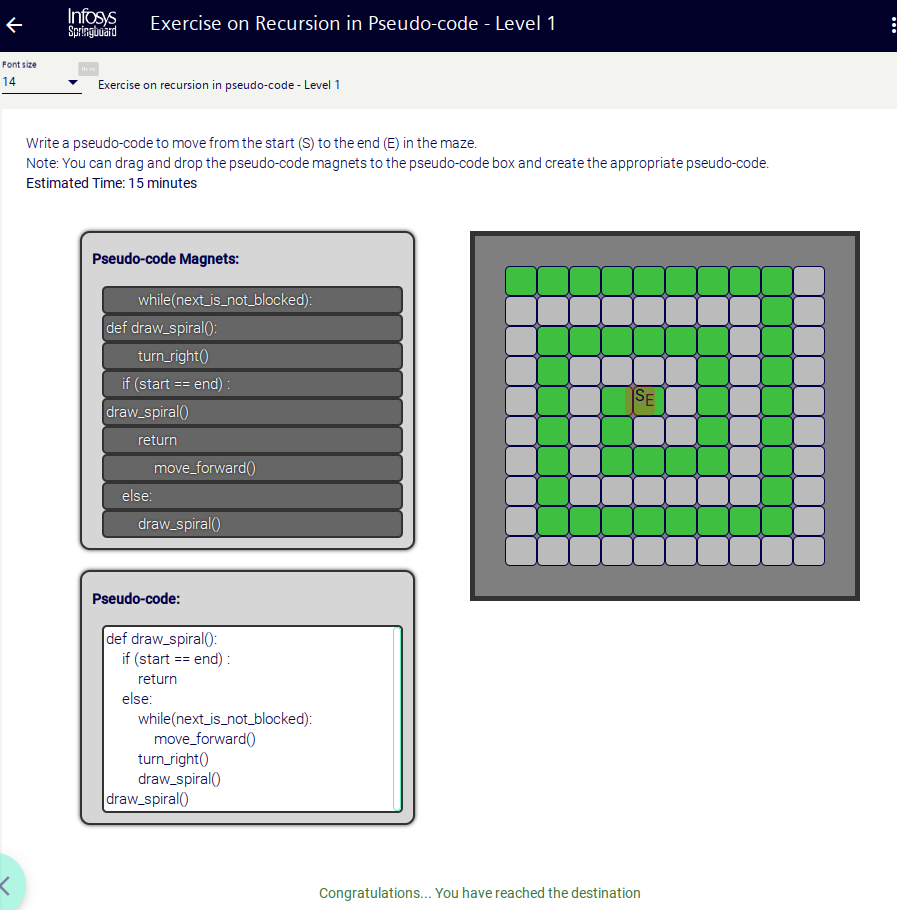 Infosys
Springboard
Exercise on Recursion in Pseudo-code - Level 1
Font size
14
Exercise on recursion in pseudo-code - Level 1
Write a pseudo-code to move from the start (S) to the end (E) in the maze.
Note: You can drag and drop the pseudo-code magnets to the pseudo-code box and create the appropriate pseudo-code.
Estimated Time: 15 minutes
Pseudo-code Magnets:
while(next_is_not_blocked):
def draw_spiral():
turn_right()
if (start == end) :
draw_spiral()
return
move_forward()
else:
draw_spiral()
SE
Pseudo-code:
def draw_spiral():
if (start == end) :
return
else:
while(next_is_not_blocked):
move_forward()
turn_right()
draw_spiral()
draw_spiral()
Congratulations... You have reached the destination